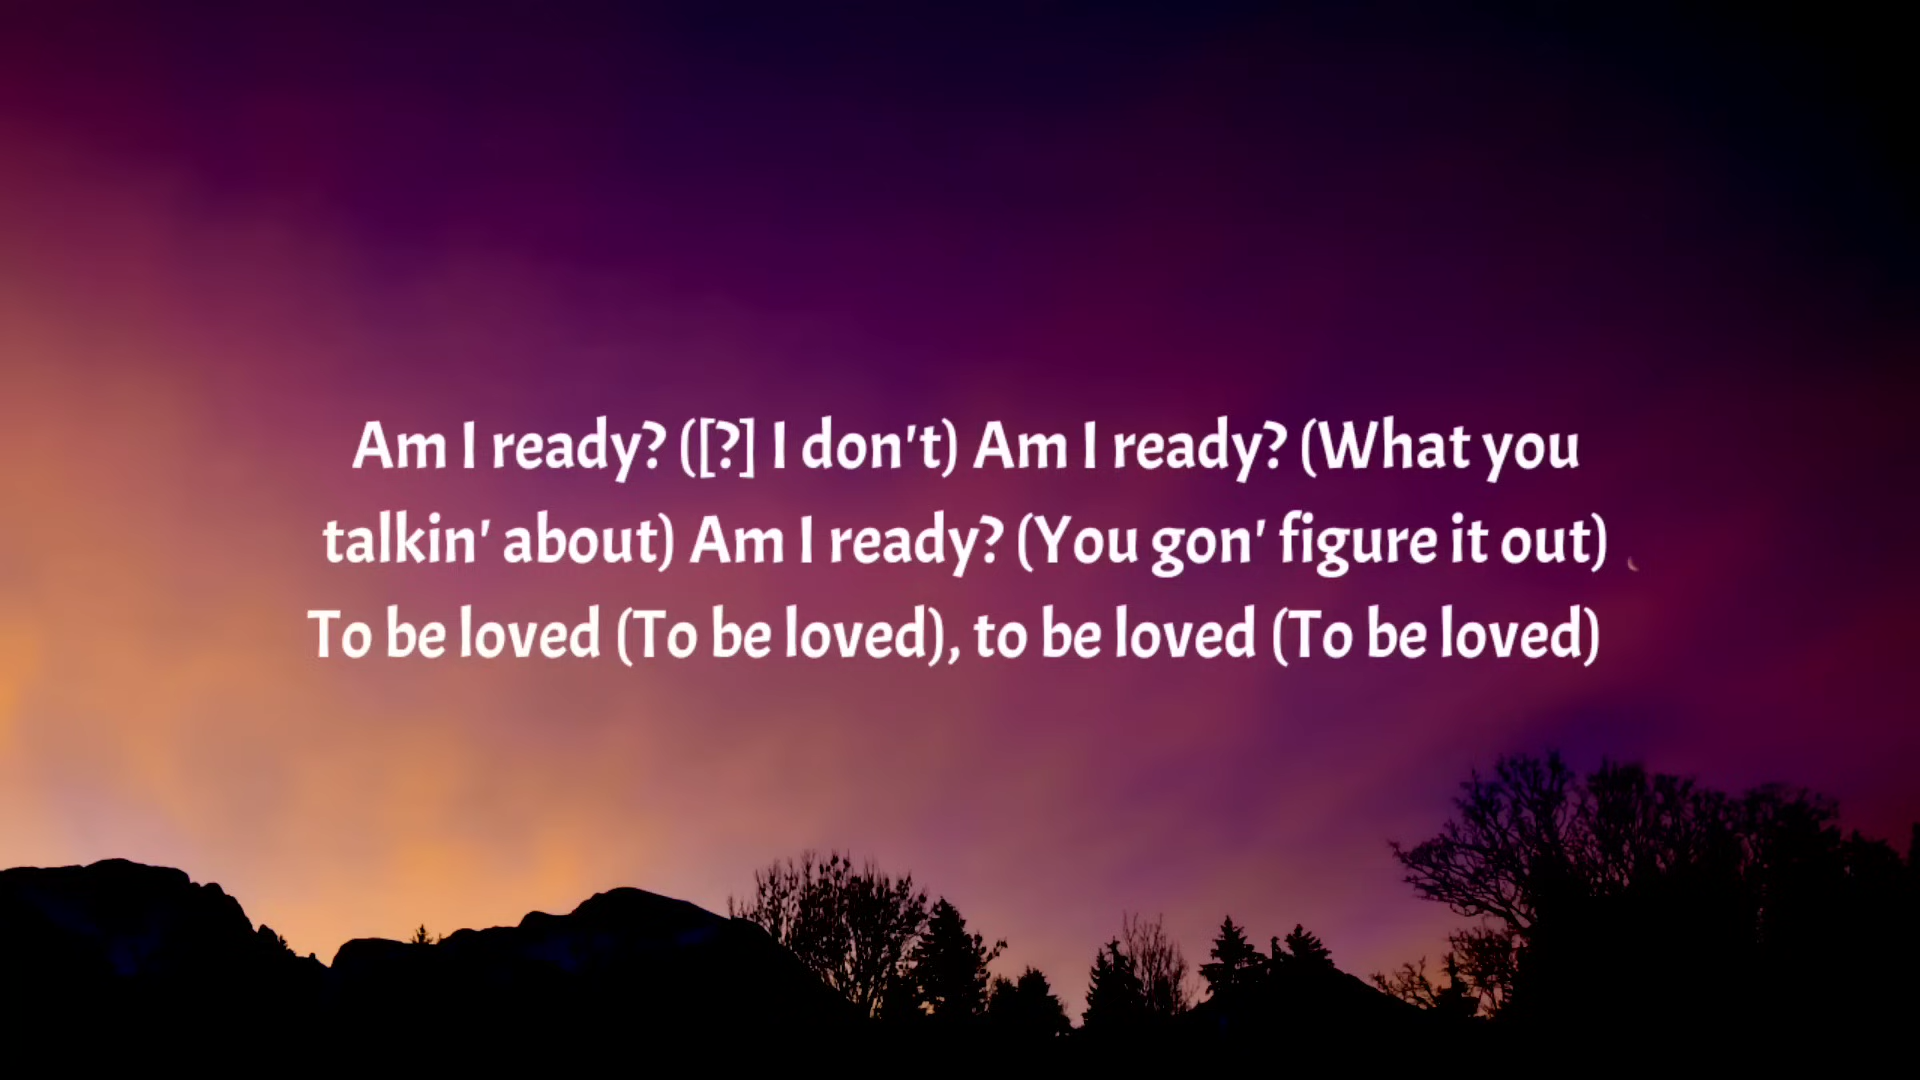 Am I ready? ([?] I don't) Am I ready? (What you
talkin' about) Am I ready? (You gon' figure it out)
To be loved (To be loved), to be loved (To be loved)